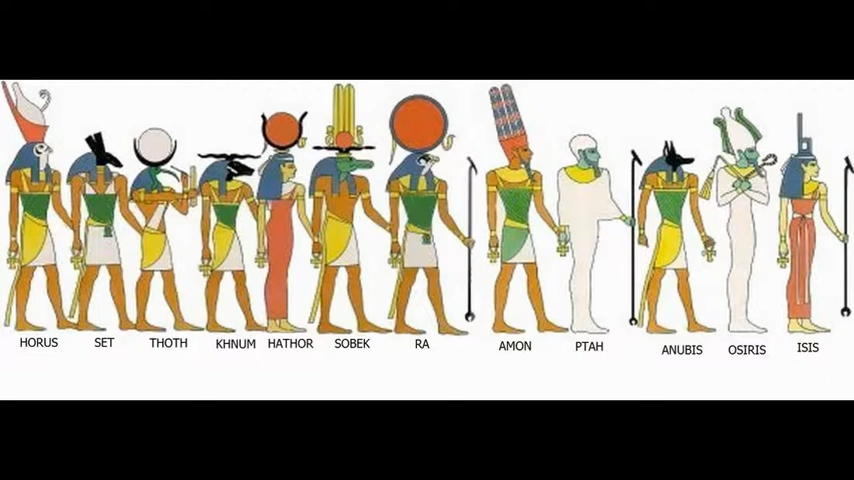 HORUS SET THOTH KHNUM HATHOR SOBEK RA AMON PTAH ANUBIS OSIRIS ISIS